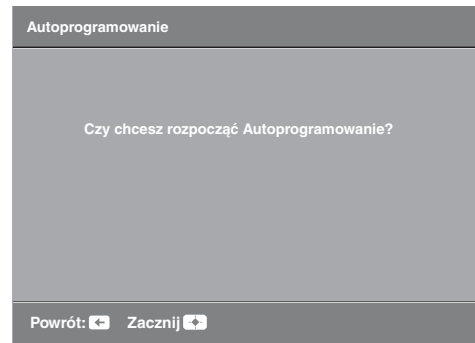 Autoprogramowanie
Czy chcesz rozpocząć Autoprogramowanie?
Powrót: Zacznij